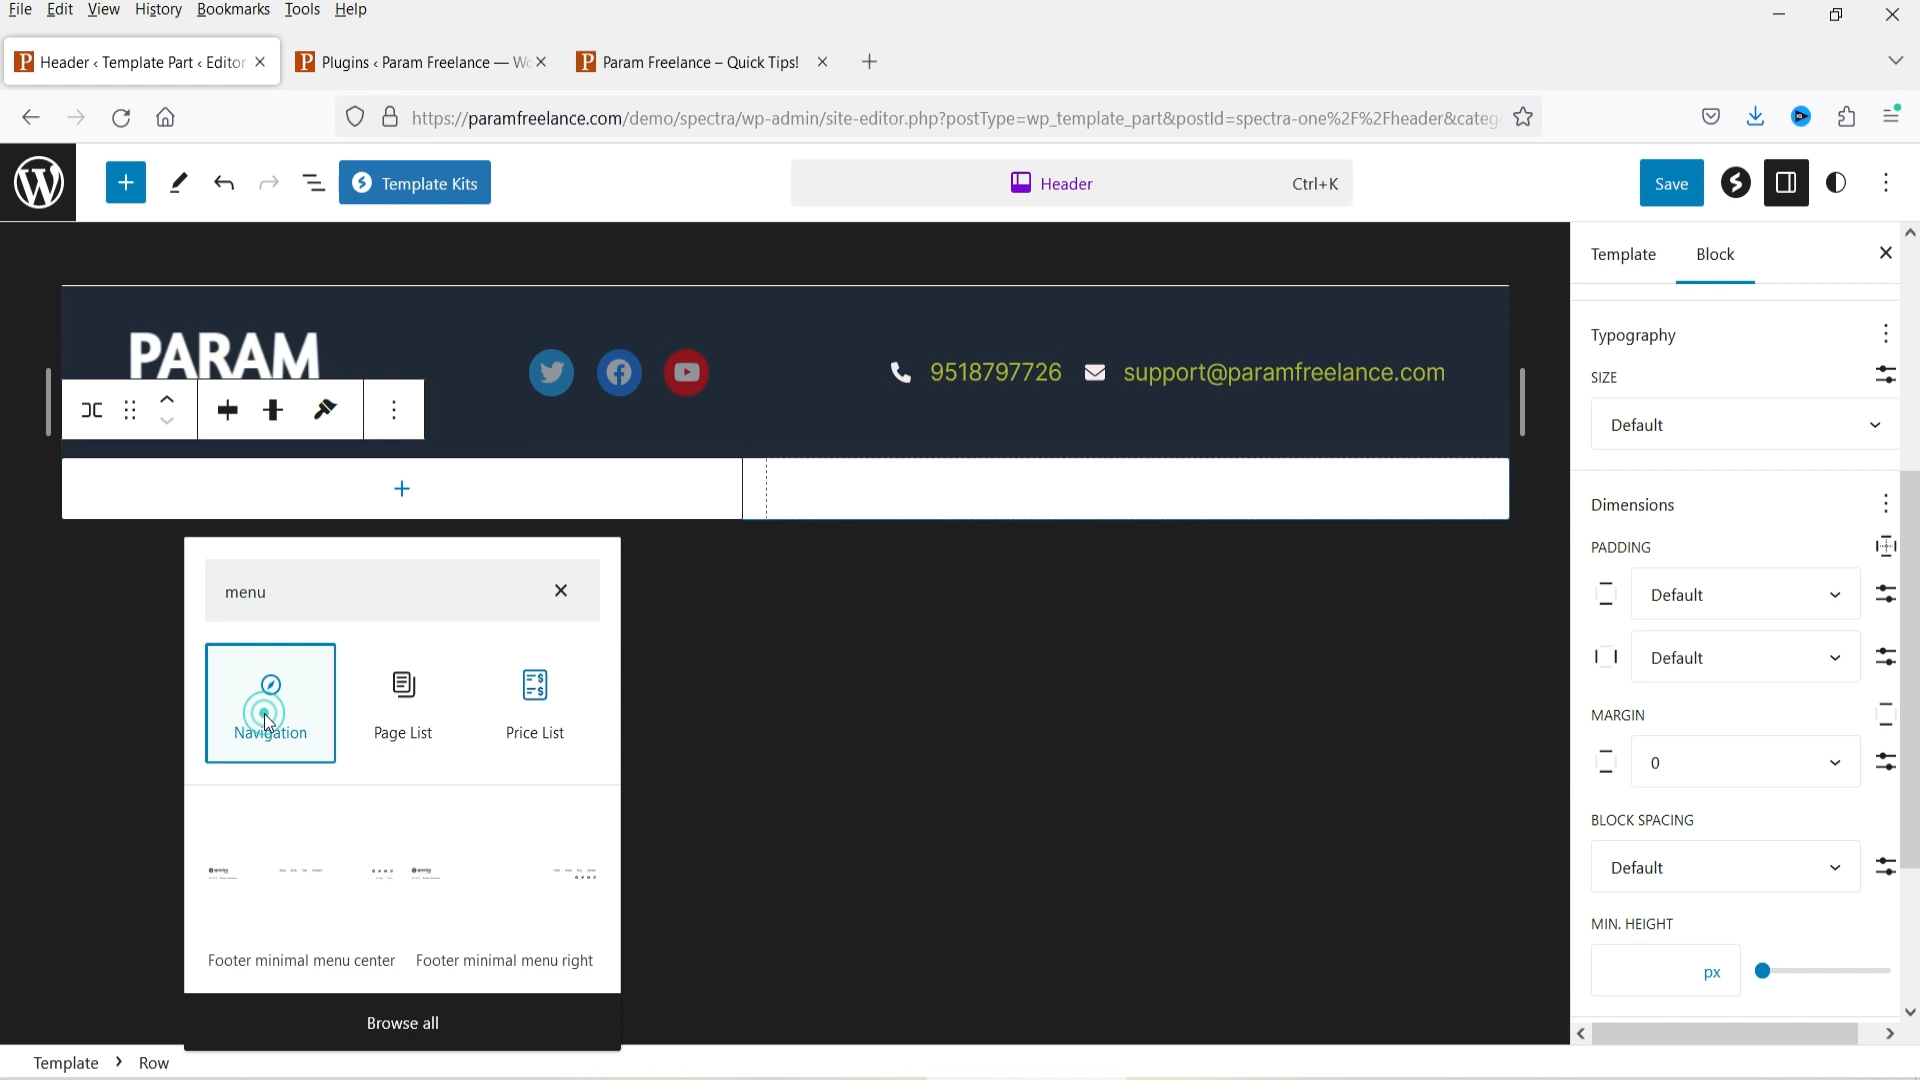 File Edit View History Bookmarks Tools Help
Header ‹ Template Part ‹ Editor Plugins ‹ Param Freelance — Wo Param Freelance – Quick Tips!
https://paramfreelance.com/demo/spectra/wp-admin/site-editor.php?postType=wp_template_part&postId=spectra-one%2F%2Fheader&categ
Template Kits Header Ctrl+K Save
Template Block
PARAM
9518797726 support@paramfreelance.com
Typography
SIZE
Default
Dimensions
PADDING
Default
Default
MARGIN
0
BLOCK SPACING
Default
MIN. HEIGHT
px
menu
Navigation Page List Price List
Footer minimal menu center Footer minimal menu right
Browse all
Template Row